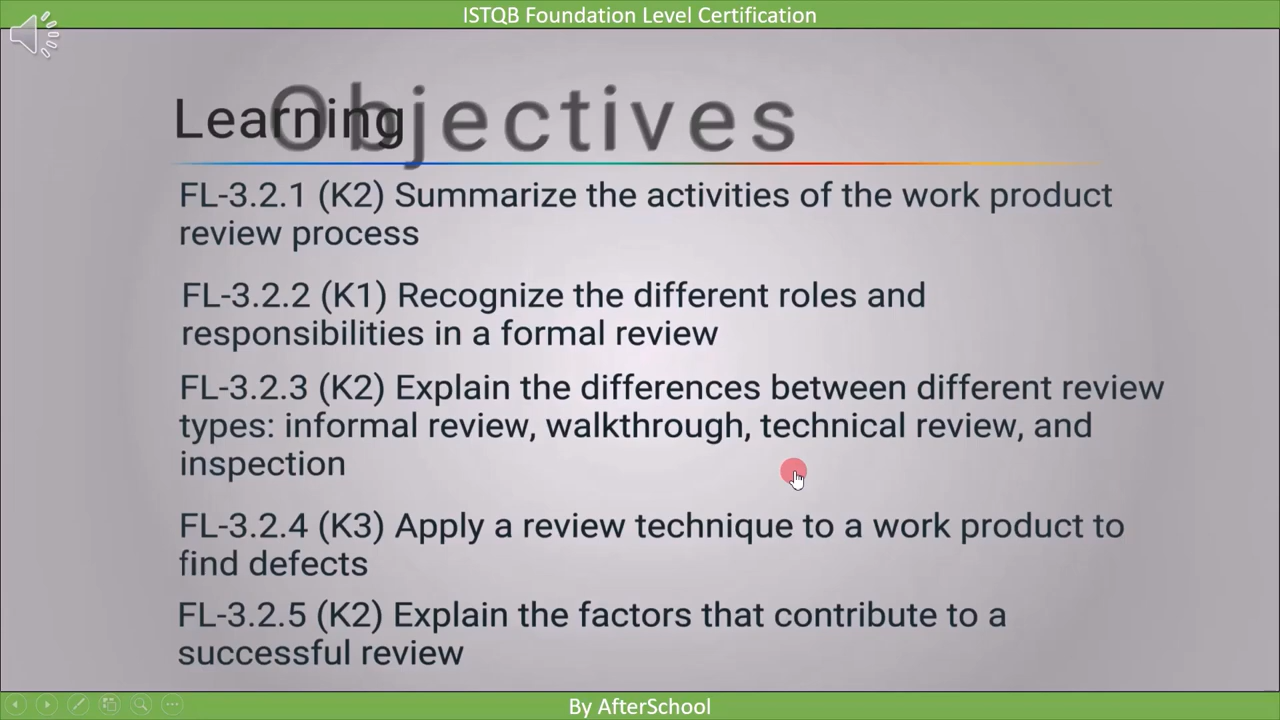 ISTQB Foundation Level Certification
Learning Objectives
FL-3.2.1 (K2) Summarize the activities of the work product
review process
FL-3.2.2 (K1) Recognize the different roles and
responsibilities in a formal review
FL-3.2.3 (K2) Explain the differences between different review
types: informal review, walkthrough, technical review, and
inspection
FL-3.2.4 (K3) Apply a review technique to a work product to
find defects
FL-3.2.5 (K2) Explain the factors that contribute to a
successful review
By AfterSchool